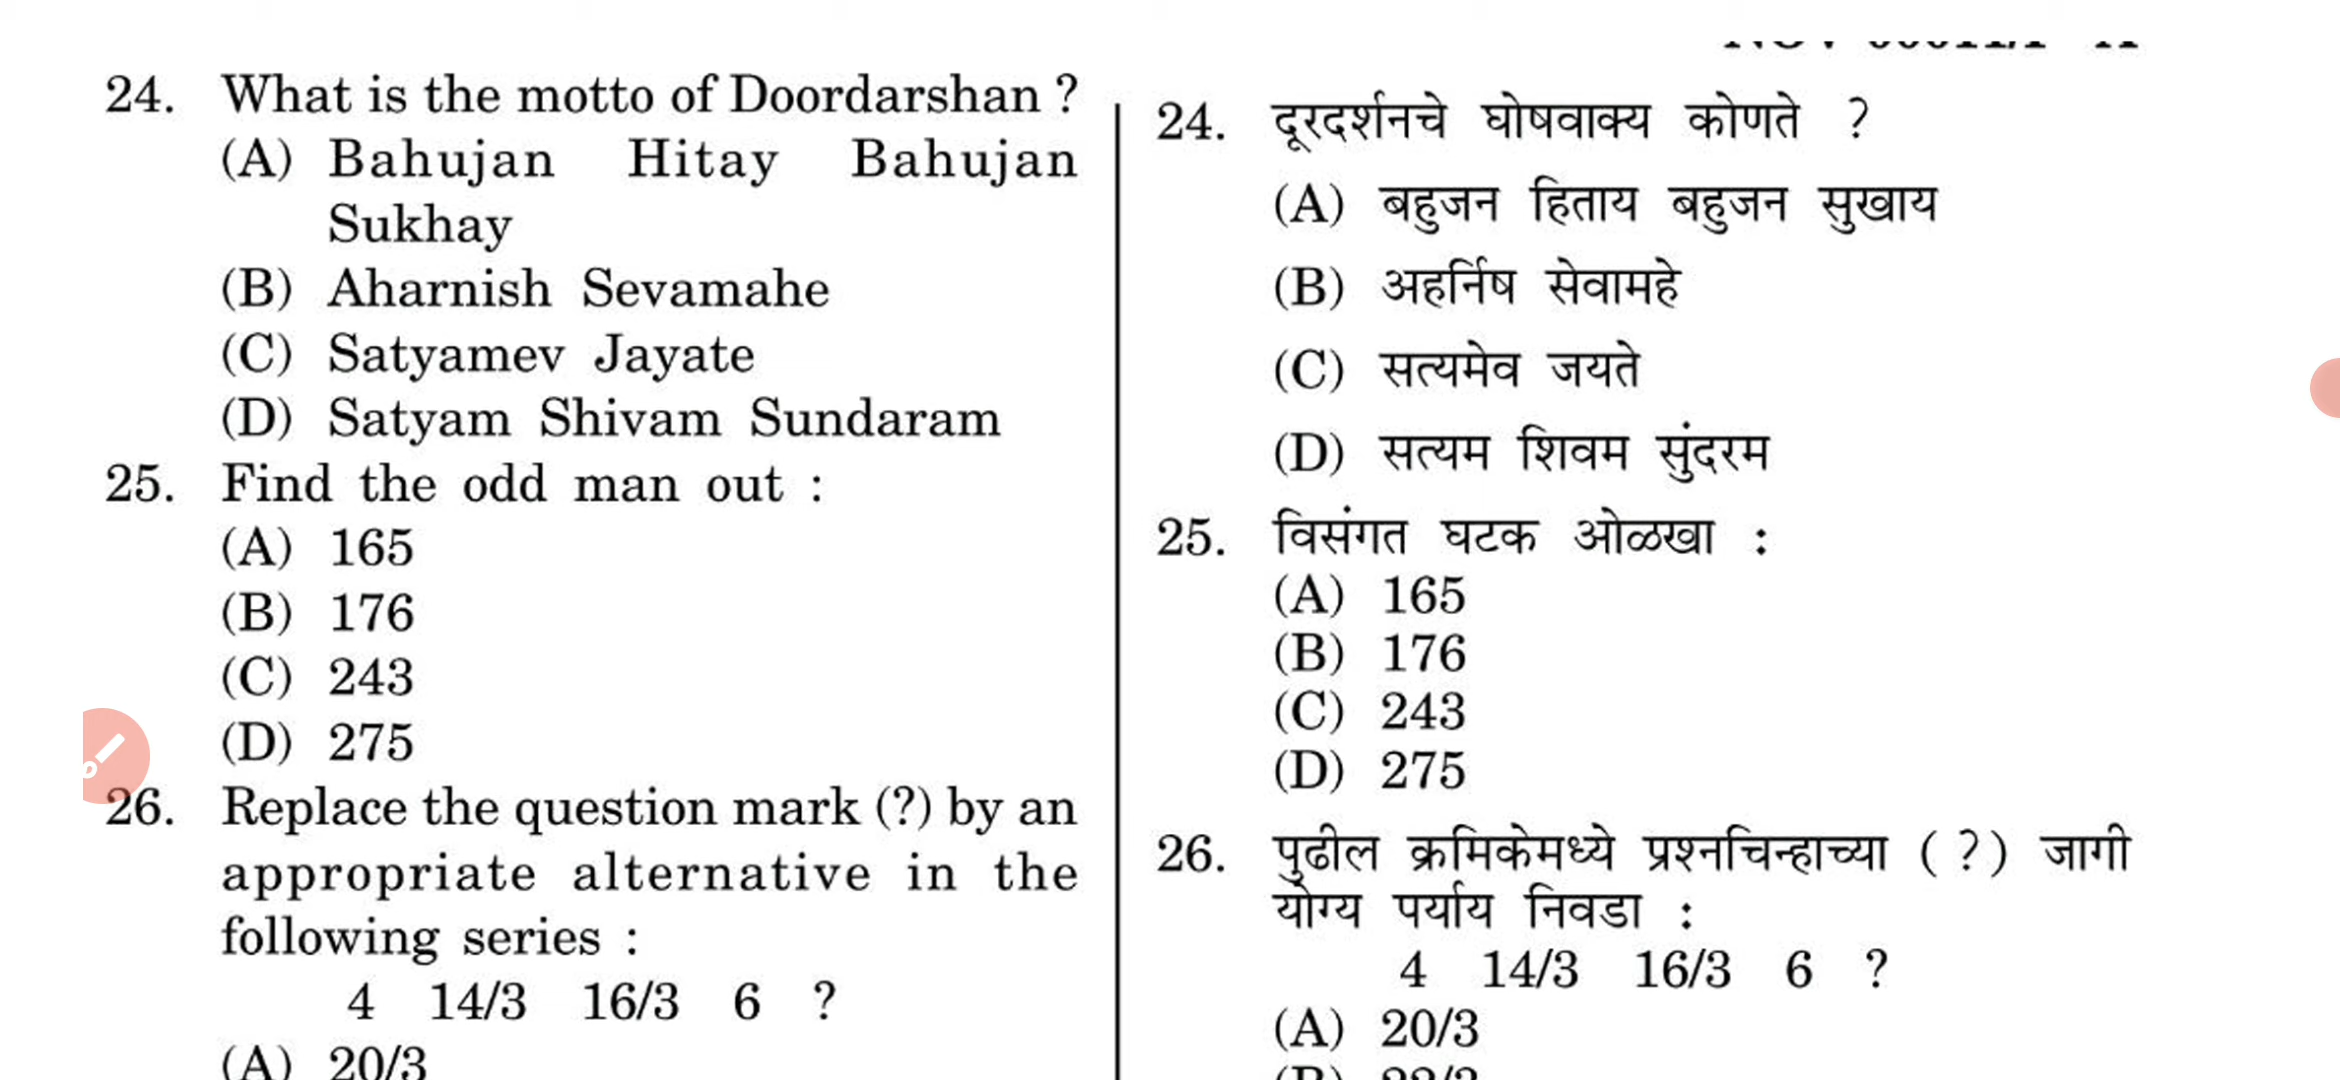 24. What is the motto of Doordarshan ?
(A) Bahujan Hitay Bahujan
Sukhay
(B) Aharnish Sevamahe
(C) Satyamev Jayate
(D) Satyam Shivam Sundaram
25. Find the odd man out :
(A) 165
(B) 176
(C) 243
(D) 275
26. Replace the question mark (?) by an
appropriate alternative in the
following series :
4 14/3 16/3 6 ?
(A) 20/3
24. दूरदर्शनचे घोषवाक्य कोणते ?
(A) बहुजन हिताय बहुजन सुखाय
(B) अहर्निष सेवामहे
(C) सत्यमेव जयते
(D) सत्यम शिवम सुंदरम
25. विसंगत घटक ओळखा :
(A) 165
(B) 176
(C) 243
(D) 275
26. पुढील क्रमिकेमध्ये प्रश्नचिन्हाच्या (?) जागी
योग्य पर्याय निवडा :
4 14/3 16/3 6 ?
(A) 20/3